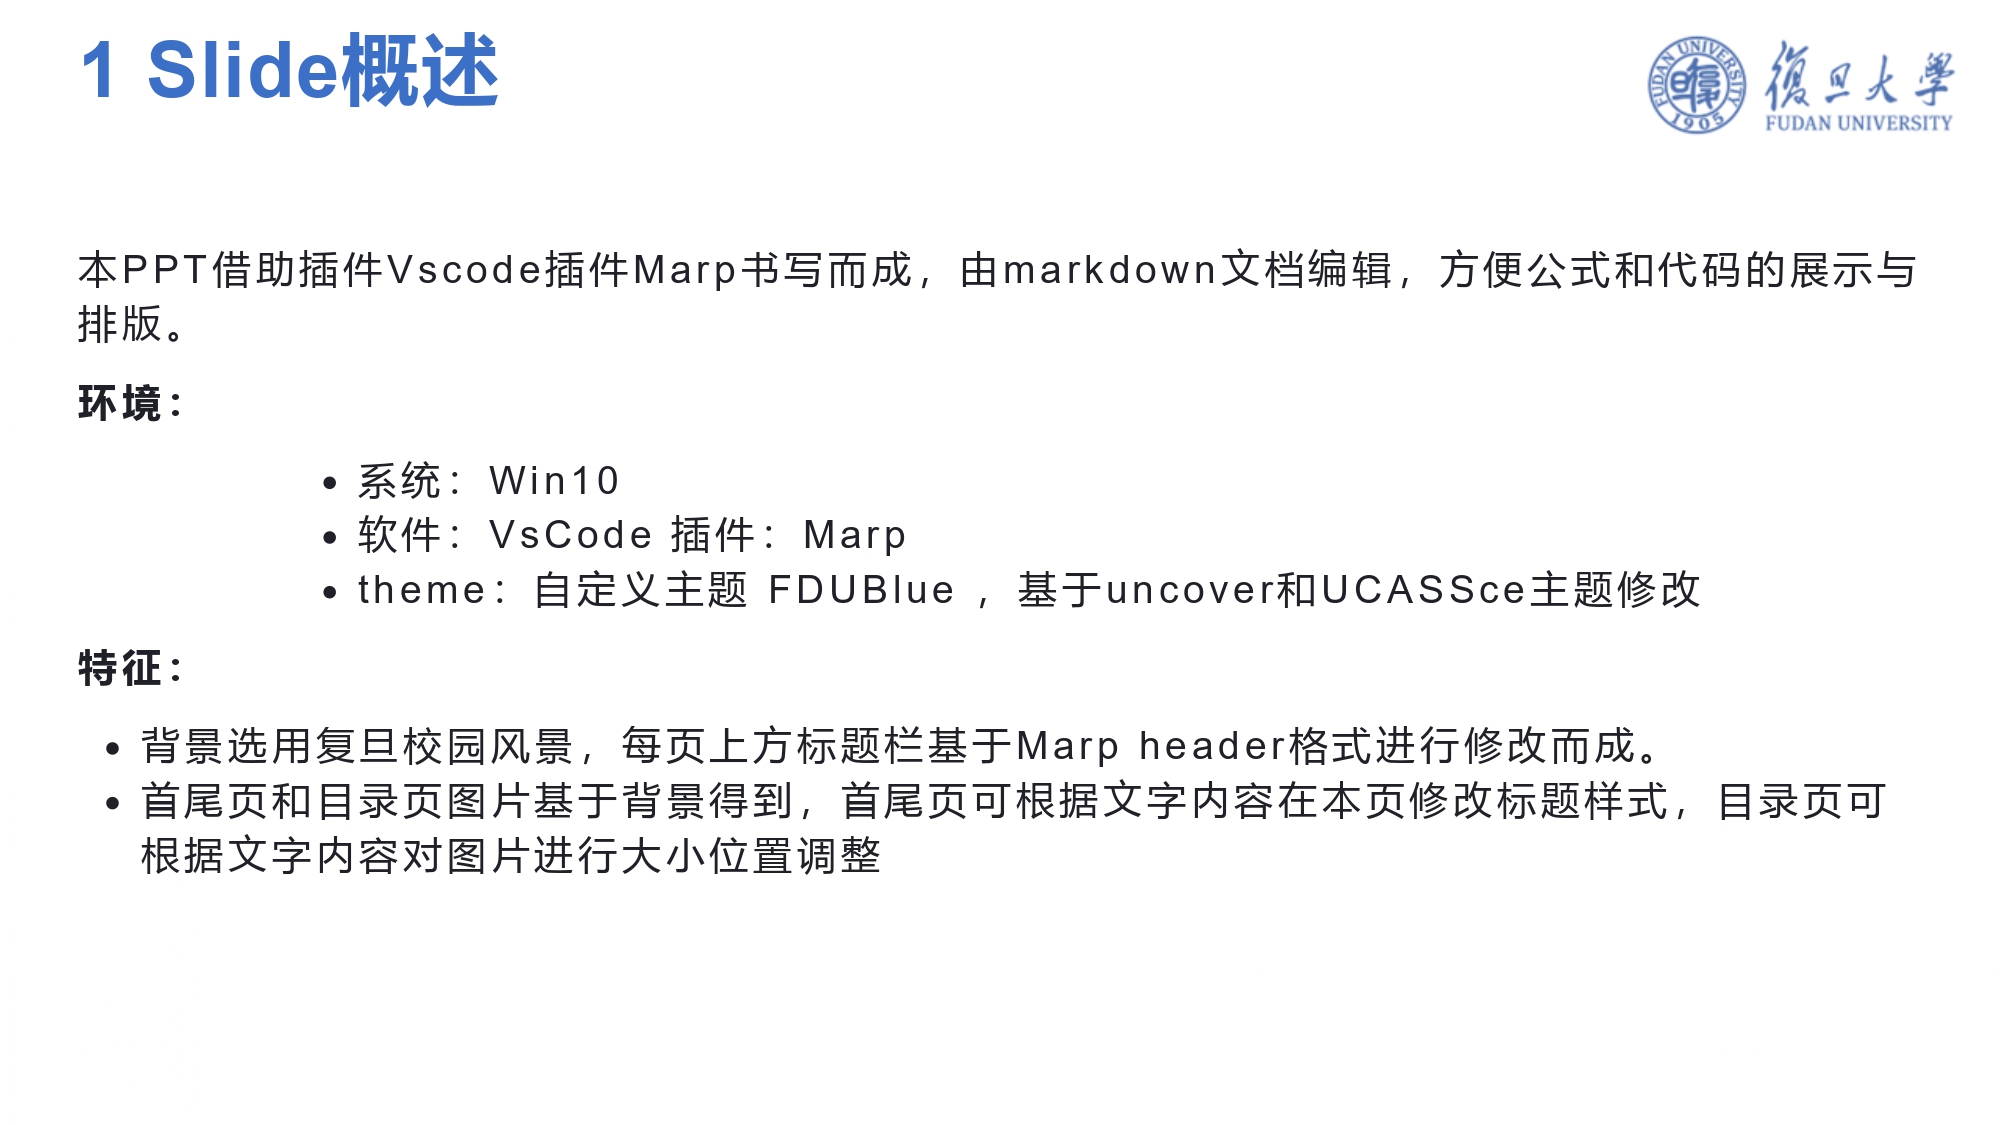 1 Slide概述
FUDAN UNIVERSITY
1905
復旦大學
FUDAN UNIVERSITY
本PPT借助插件Vscode插件Marp书写而成，由markdown文档编辑，方便公式和代码的展示与
排版。
环境：
• 系统：Win10
• 软件：VsCode 插件：Marp
• theme：自定义主题 FDUBlue ，基于uncover和UCASSce主题修改
特征：
• 背景选用复旦校园风景，每页上方标题栏基于Marp header格式进行修改而成。
• 首尾页和目录页图片基于背景得到，首尾页可根据文字内容在本页修改标题样式，目录页可
根据文字内容对图片进行大小位置调整